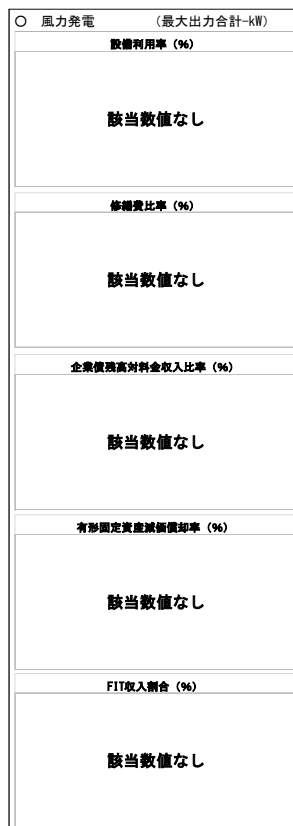 ○ 風力発電 (最大出力合計-kW)
設備利用率（%）
該当数値なし
修繕費比率（%）
該当数値なし
企業債残高対料金収入比率（%）
該当数値なし
有形固定資産減価償却率（%）
該当数値なし
FIT収入割合（%）
該当数値なし